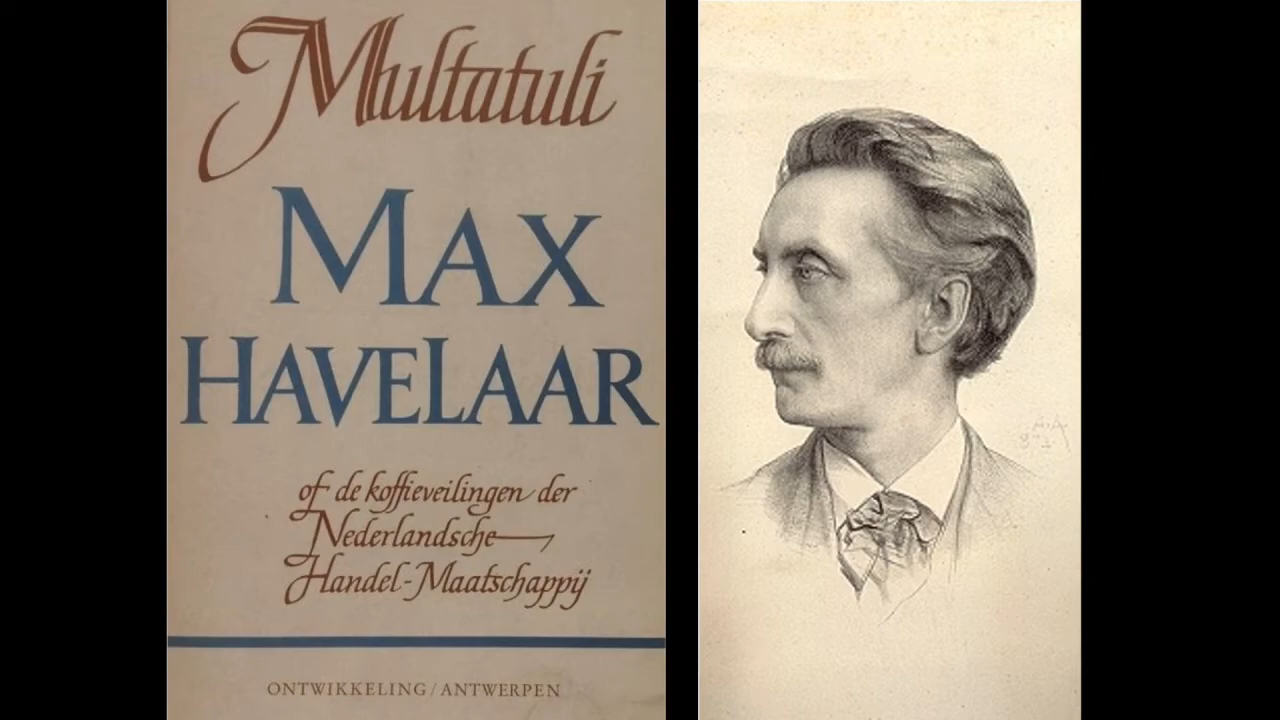 Multatuli
MAX
HAVELAAR
of de koffieveilingen der
Nederlandsche
Handel-Maatschappij
ONTWIKKELING/ANTWERPEN